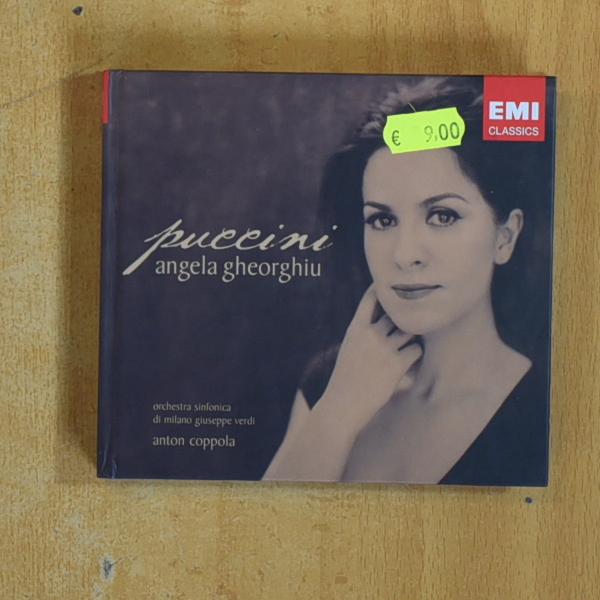 EMI
CLASSICS
€ 9,00
puccini
angela gheorghiu
orchestra sinfonica
di milano giuseppe verdi
anton coppola